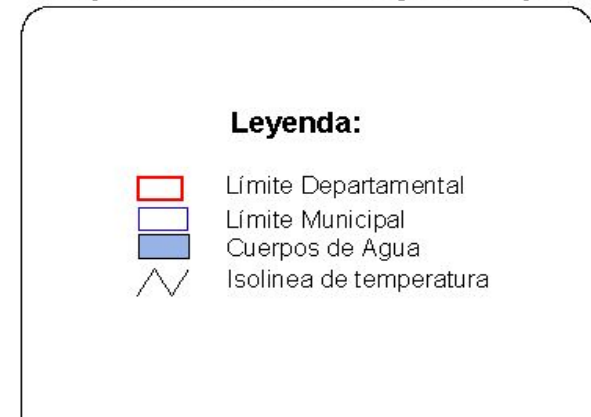 Leyenda:
Límite Departamental
Límite Municipal
Cuerpos de Agua
Isolinea de temperatura